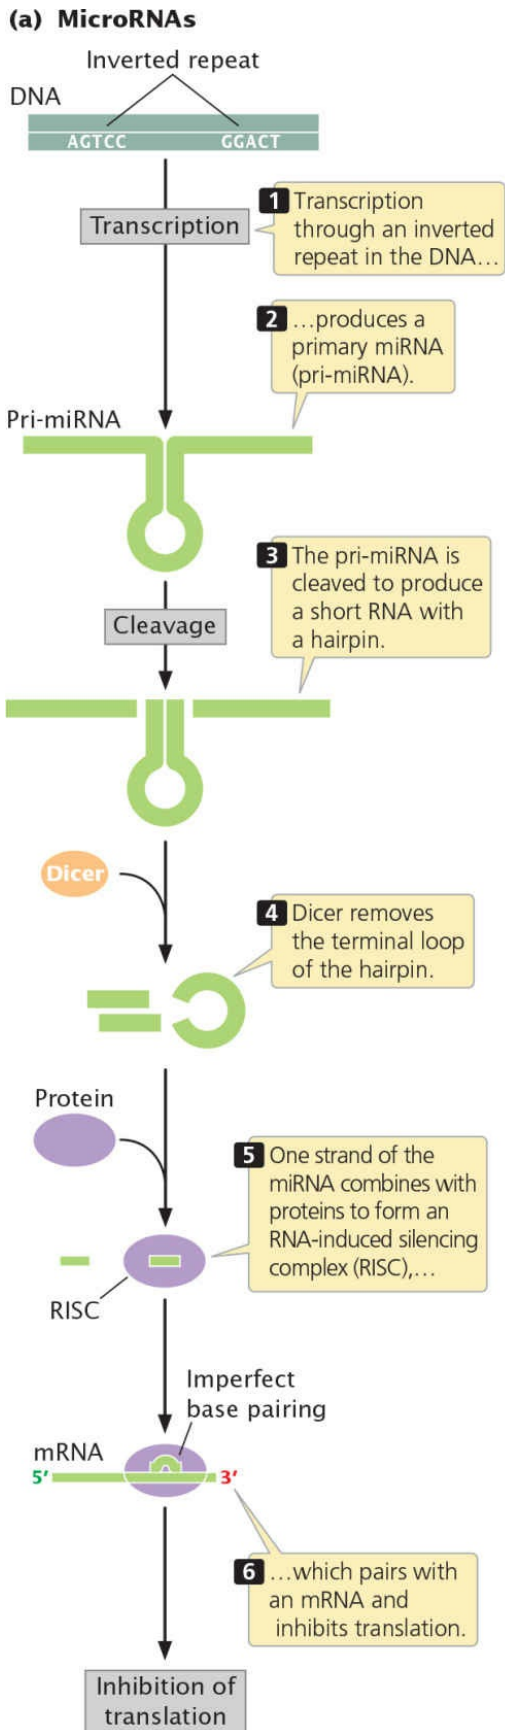 (a) MicroRNAs
Inverted repeat
DNA
AGTCC GGACT
Transcription
1 Transcription
through an inverted
repeat in the DNA…
2 …produces a
primary miRNA
(pri-miRNA).
Pri-miRNA
3 The pri-miRNA is
cleaved to produce
a short RNA with
a hairpin.
Cleavage
Dicer
4 Dicer removes
the terminal loop
of the hairpin.
Protein
5 One strand of the
miRNA combines with
proteins to form an
RNA-induced silencing
complex (RISC),…
RISC
Imperfect
base pairing
mRNA
5′ 3′
6 …which pairs with
an mRNA and
inhibits translation.
Inhibition of
translation